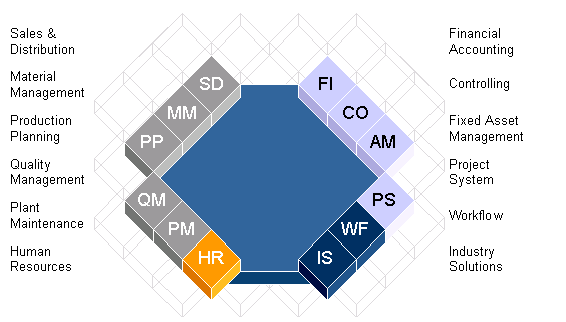 Sales &
Distribution
Material
Management
Production
Planning
Quality
Management
Plant
Maintenance
Human
Resources
SD
MM
PP
QM
PM
HR
FI
CO
AM
PS
WF
IS
Financial
Accounting
Controlling
Fixed Asset
Management
Project
System
Workflow
Industry
Solutions